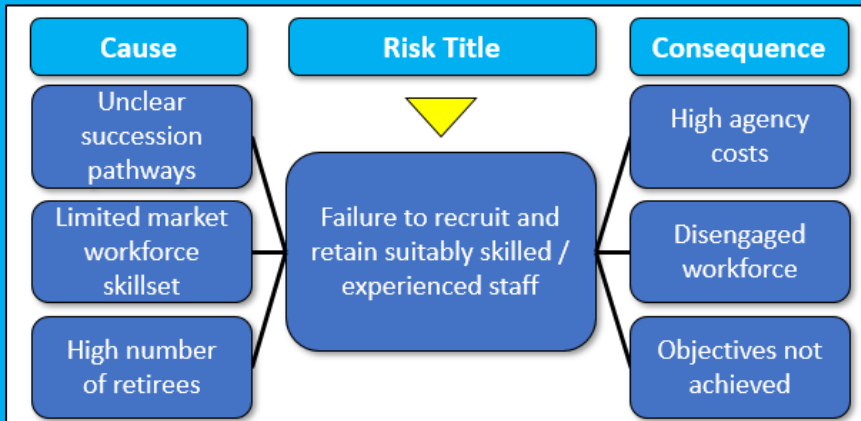 Cause
Risk Title
Consequence
Unclear
succession
pathways
Limited market
workforce
skillset
High number
of retirees
Failure to recruit and
retain suitably skilled /
experienced staff
High agency
costs
Disengaged
workforce
Objectives not
achieved